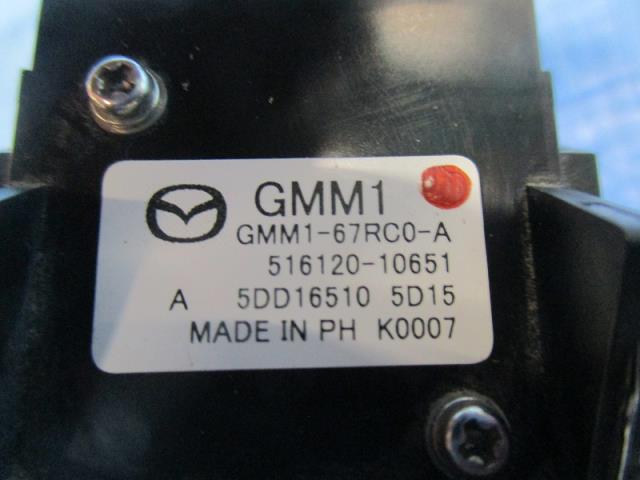 GMM1
GMM1-67RC0-A
516120-10651
A 5DD16510 5D15
MADE IN PH K0007